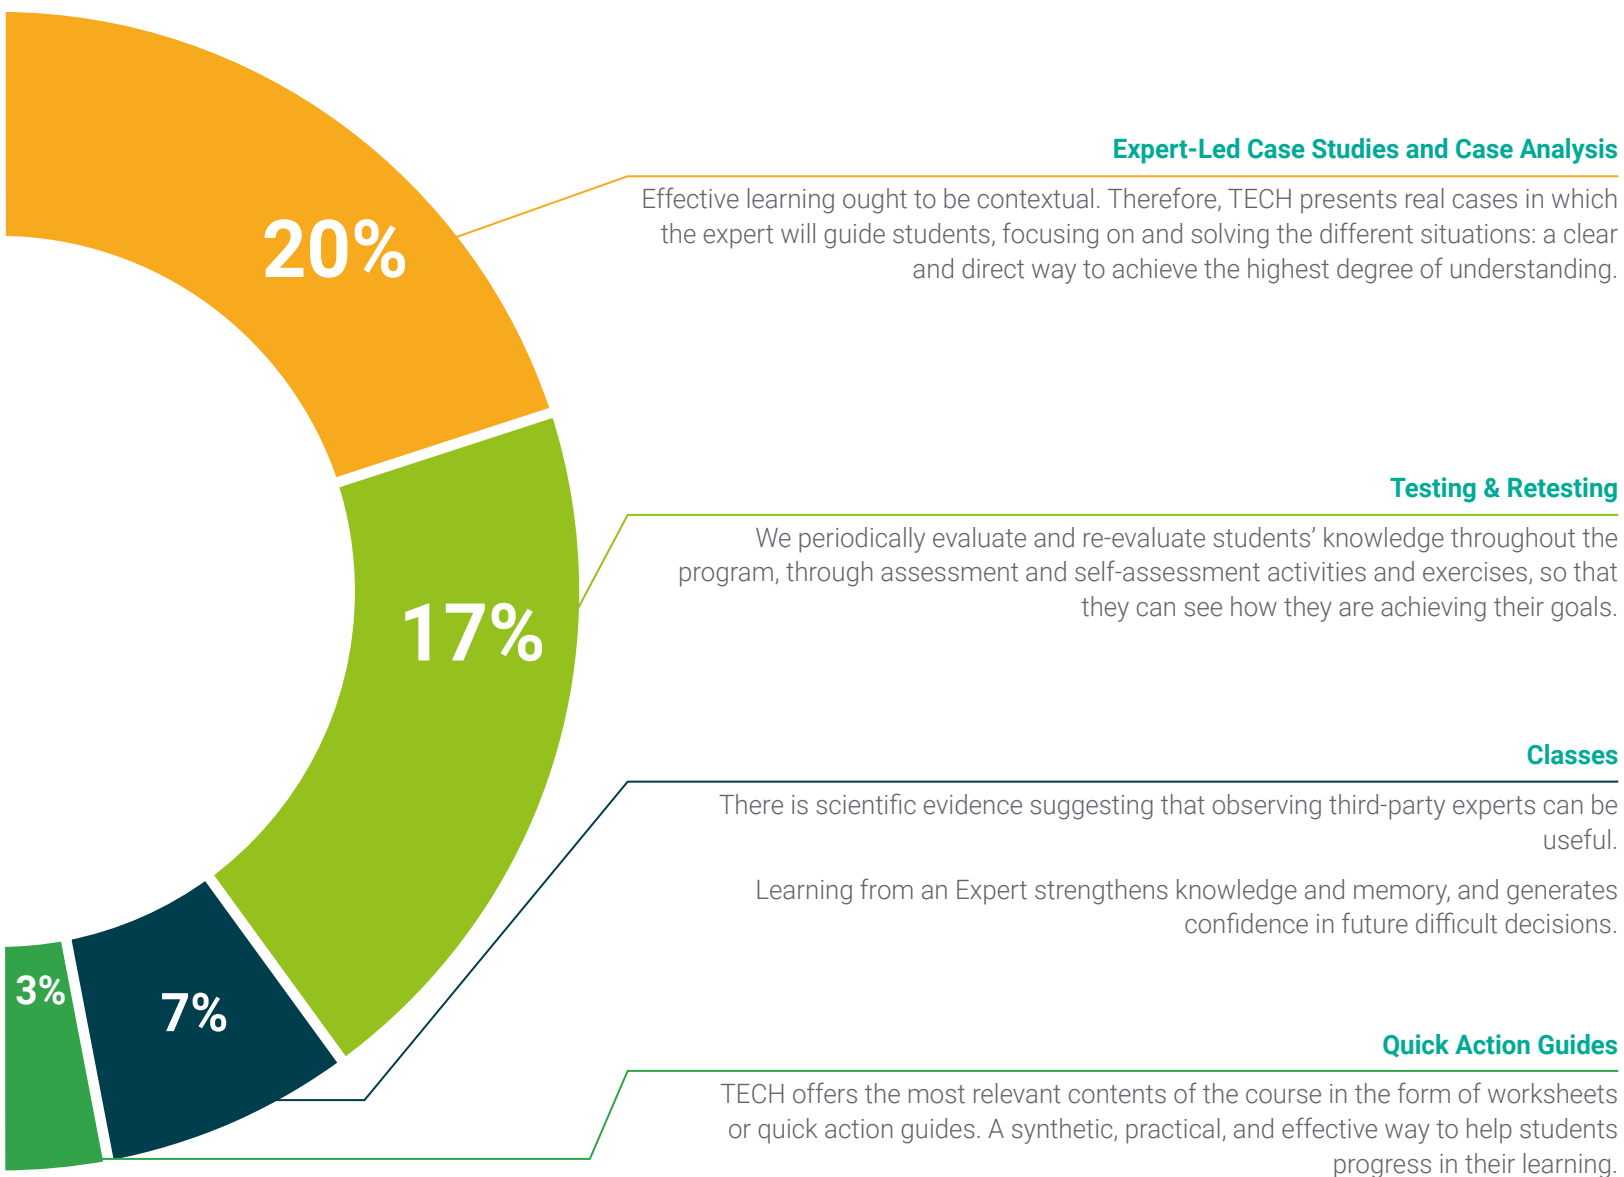 20%
Expert-Led Case Studies and Case Analysis
Effective learning ought to be contextual. Therefore, TECH presents real cases in which
the expert will guide students, focusing on and solving the different situations: a clear
and direct way to achieve the highest degree of understanding.
17%
Testing & Retesting
We periodically evaluate and re-evaluate students’ knowledge throughout the
program, through assessment and self-assessment activities and exercises, so that
they can see how they are achieving their goals.
7%
Classes
There is scientific evidence suggesting that observing third-party experts can be
useful.
Learning from an Expert strengthens knowledge and memory, and generates
confidence in future difficult decisions.
3%
Quick Action Guides
TECH offers the most relevant contents of the course in the form of worksheets
or quick action guides. A synthetic, practical, and effective way to help students
progress in their learning.